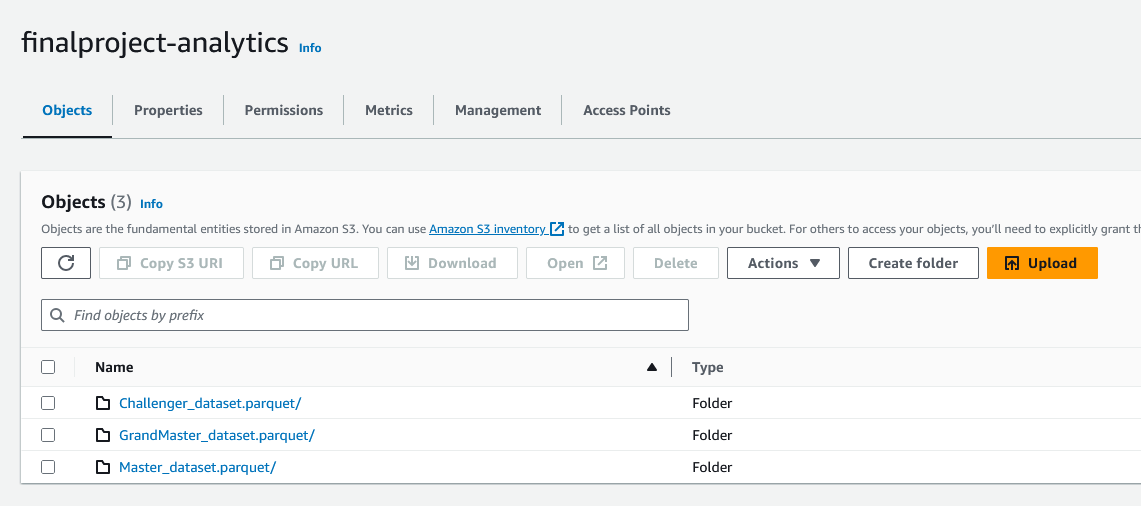 finalproject-analytics Info
Objects Properties Permissions Metrics Management Access Points
Objects (3) Info
Objects are the fundamental entities stored in Amazon S3. You can use Amazon S3 inventory to get a list of all objects in your bucket. For others to access your objects, you'll need to explicitly grant
Copy S3 URI Copy URL Download Open Delete Actions Create folder Upload
Find objects by prefix
Name Type
Challenger_dataset.parquet/ Folder
GrandMaster_dataset.parquet/ Folder
Master_dataset.parquet/ Folder